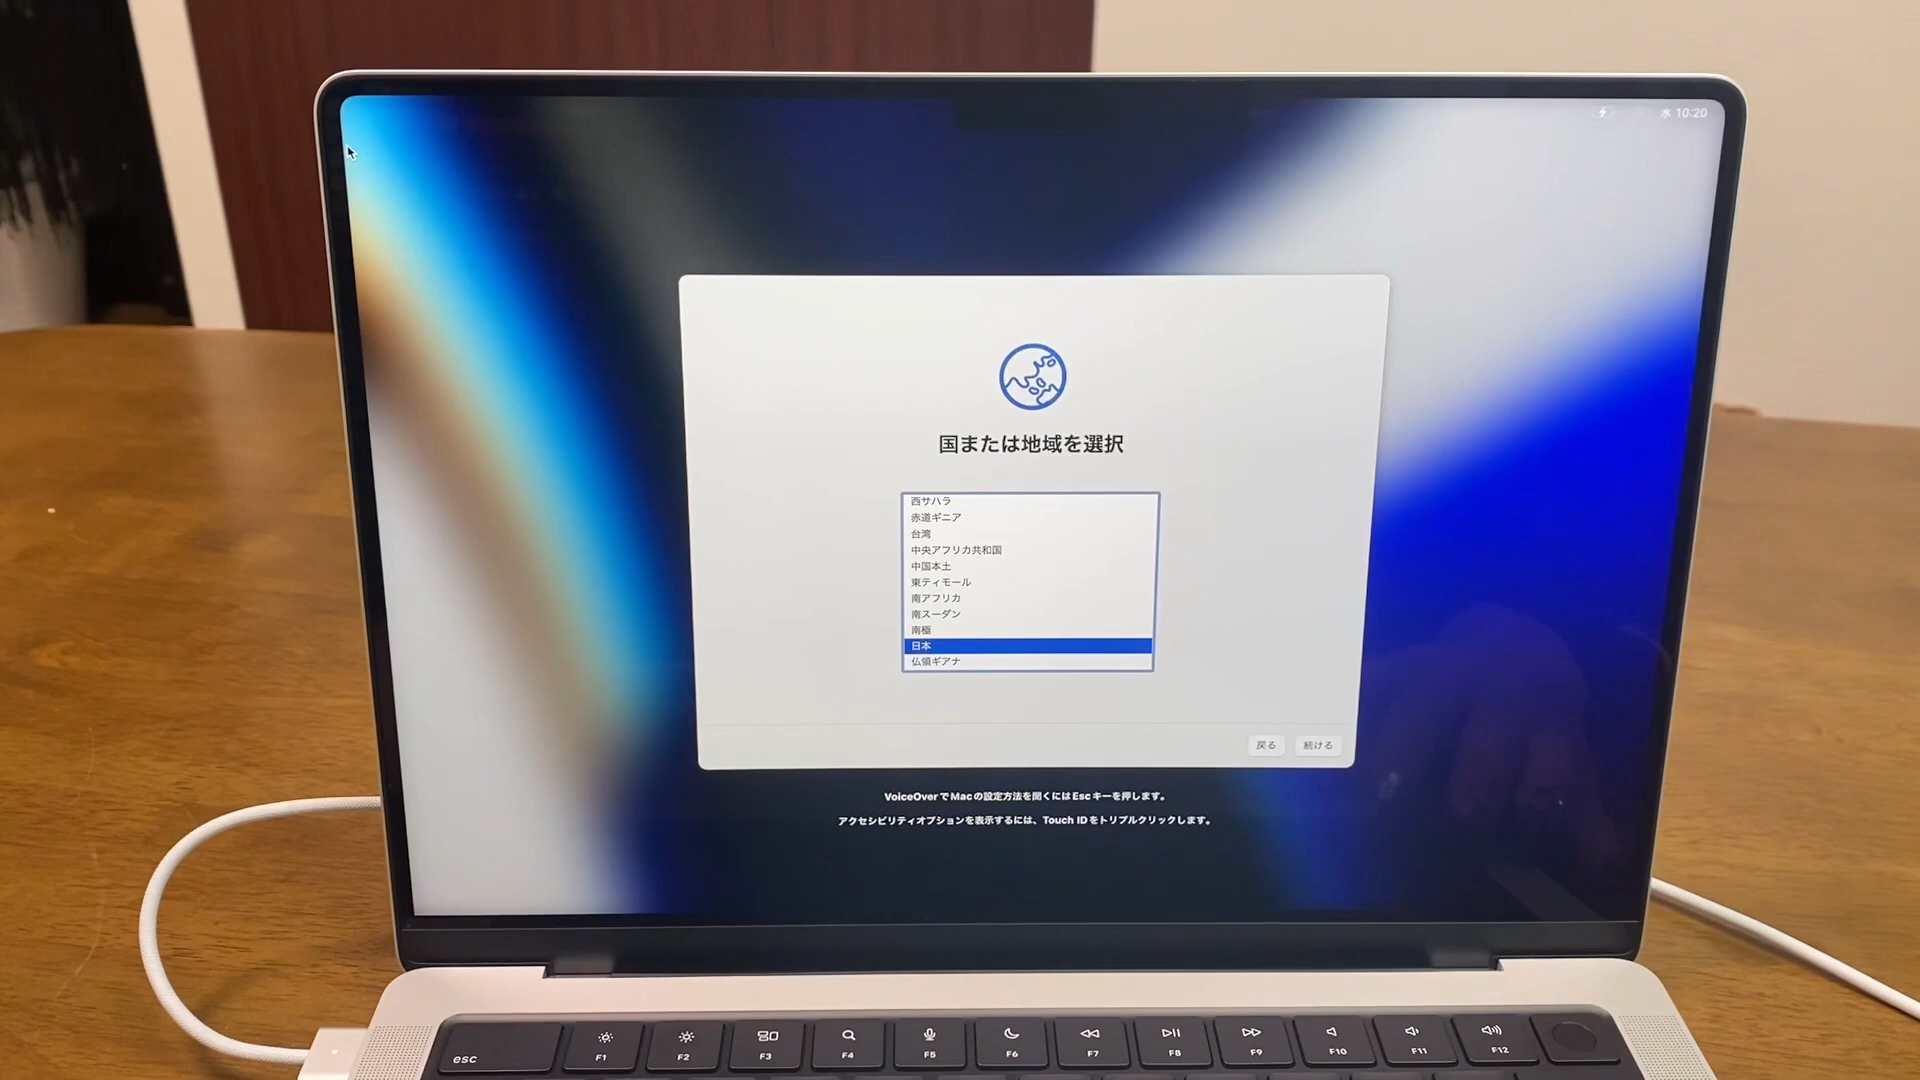 水 10:20
国または地域を選択
西サハラ
赤道ギニア
台湾
中央アフリカ共和国
中国本土
東ティモール
南アフリカ
南スーダン
南極
日本
仏領ギアナ
戻る 続ける
VoiceOverでMacの設定方法を聞くにはEscキーを押します。
アクセシビリティオプションを表示するには、Touch IDをトリプルクリックします。
esc F1 F2 F3 F4 F5 F6 F7 F8 F9 F10 F11 F12